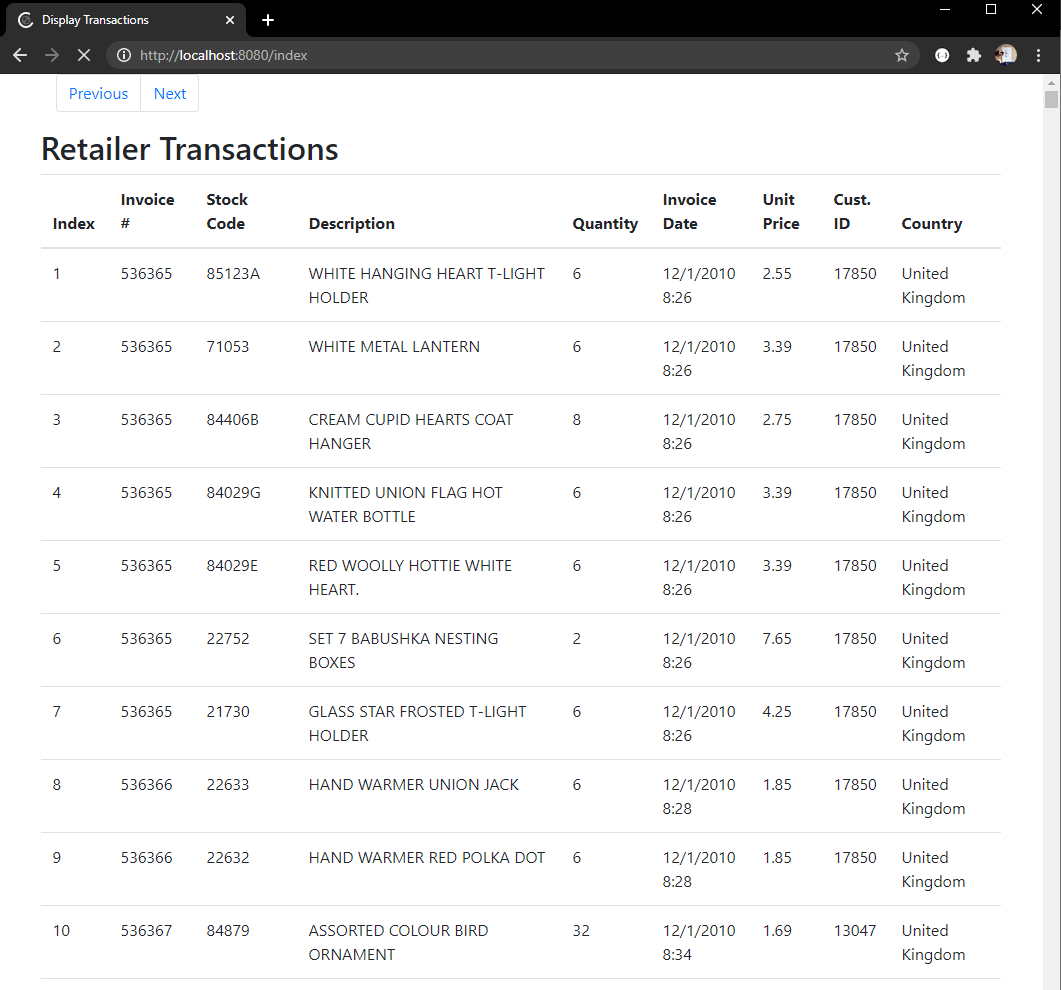 Display Transactions
http://localhost:8080/index
Previous Next
Retailer Transactions
Invoice Stock Invoice Unit Cust.
Index # Code Description Quantity Date Price ID Country
1 536365 85123A WHITE HANGING HEART T-LIGHT 6 12/1/2010 2.55 17850 United
HOLDER 8:26 Kingdom
2 536365 71053 WHITE METAL LANTERN 6 12/1/2010 3.39 17850 United
8:26 Kingdom
3 536365 84406B CREAM CUPID HEARTS COAT 8 12/1/2010 2.75 17850 United
HANGER 8:26 Kingdom
4 536365 84029G KNITTED UNION FLAG HOT 6 12/1/2010 3.39 17850 United
WATER BOTTLE 8:26 Kingdom
5 536365 84029E RED WOOLLY HOTTIE WHITE 6 12/1/2010 3.39 17850 United
HEART. 8:26 Kingdom
6 536365 22752 SET 7 BABUSHKA NESTING 2 12/1/2010 7.65 17850 United
BOXES 8:26 Kingdom
7 536365 21730 GLASS STAR FROSTED T-LIGHT 6 12/1/2010 4.25 17850 United
HOLDER 8:26 Kingdom
8 536366 22633 HAND WARMER UNION JACK 6 12/1/2010 1.85 17850 United
8:28 Kingdom
9 536366 22632 HAND WARMER RED POLKA DOT 6 12/1/2010 1.85 17850 United
8:28 Kingdom
10 536367 84879 ASSORTED COLOUR BIRD 32 12/1/2010 1.69 13047 United
ORNAMENT 8:34 Kingdom